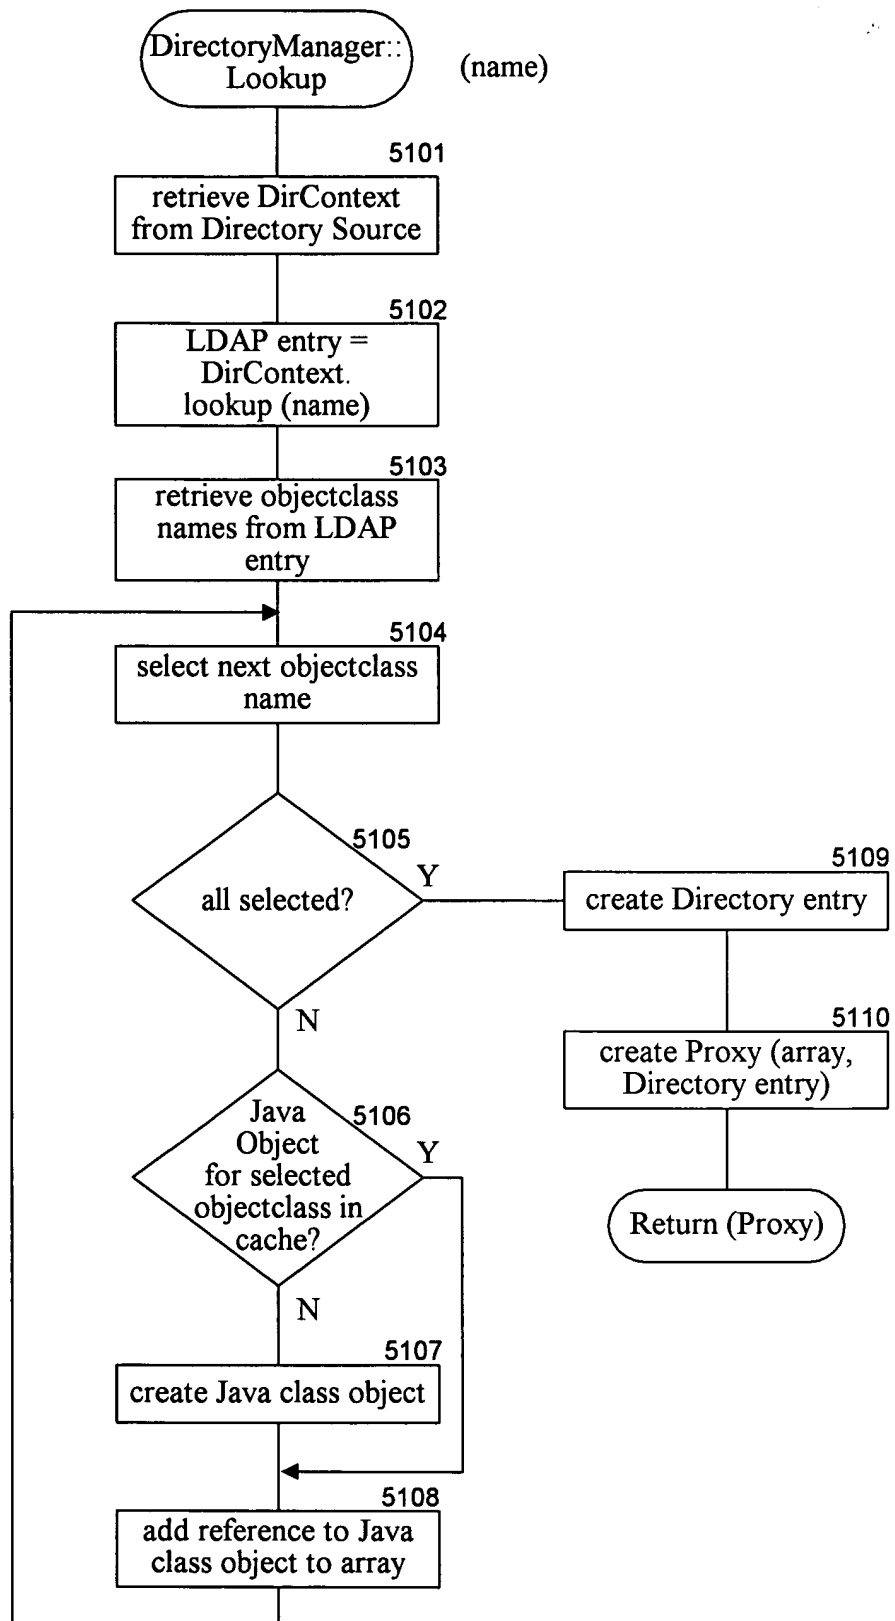 DirectoryManager::
Lookup
(name)
5101
retrieve DirContext
from Directory Source
5102
LDAP entry =
DirContext.
lookup (name)
5103
retrieve objectclass
names from LDAP
entry
5104
select next objectclass
name
5105
all selected?
Y
N
5109
create Directory entry
5110
create Proxy (array,
Directory entry)
Return (Proxy)
5106
Java
Object
for selected
objectclass in
cache?
Y
N
5107
create Java class object
5108
add reference to Java
class object to array